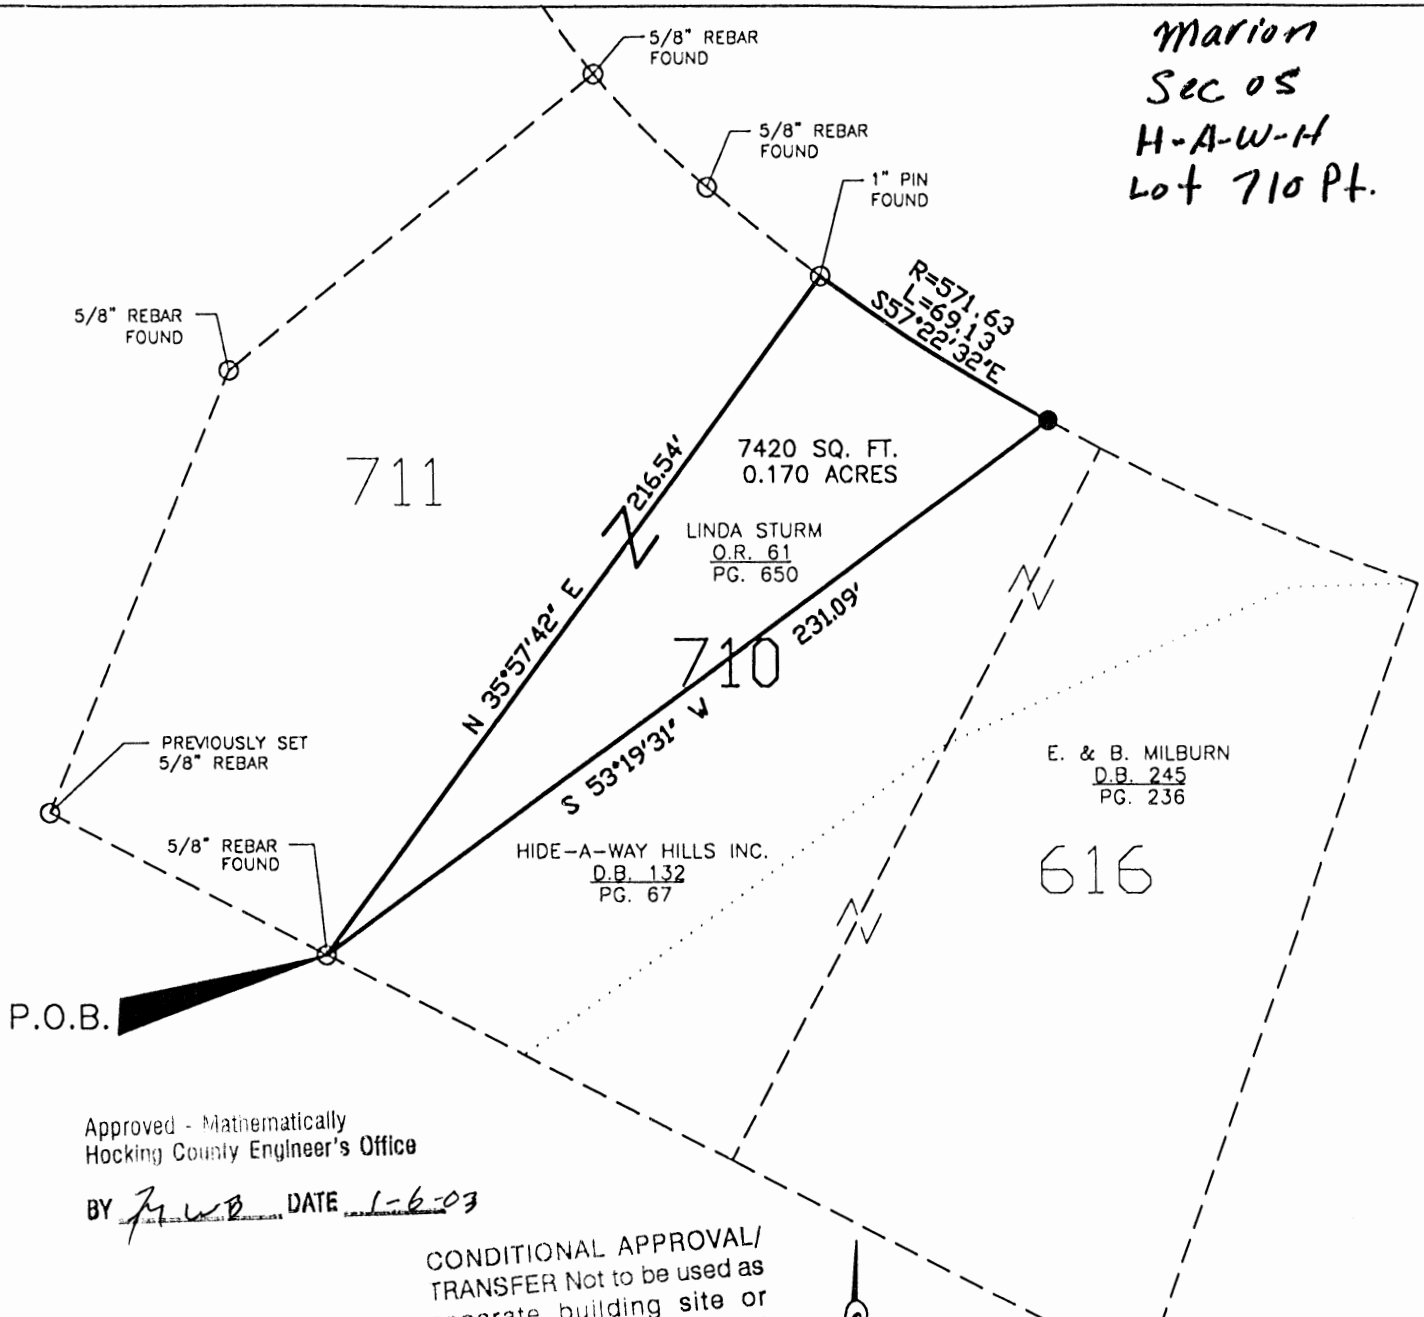 Marion
Sec 05
H-A-W-H
Lot 710 Pt.
5/8" REBAR
FOUND
5/8" REBAR
FOUND
1" PIN
FOUND
R=571.63
L=69.13
S57°22'32"E
5/8" REBAR
FOUND
711
216.54'
7420 SQ. FT.
0.170 ACRES
LINDA STURM
O.R. 61
PG. 650
N 35°57'42" E
710
231.09'
S 53°19'31" W
PREVIOUSLY SET
5/8" REBAR
E. & B. MILBURN
D.B. 245
PG. 236
616
5/8" REBAR
FOUND
HIDE-A-WAY HILLS INC.
D.B. 132
PG. 67
P.O.B.
Approved - Mathematically
Hocking County Engineer's Office
BY DATE 1-6-03
CONDITIONAL APPROVAL/
TRANSFER Not to be used as
building site or